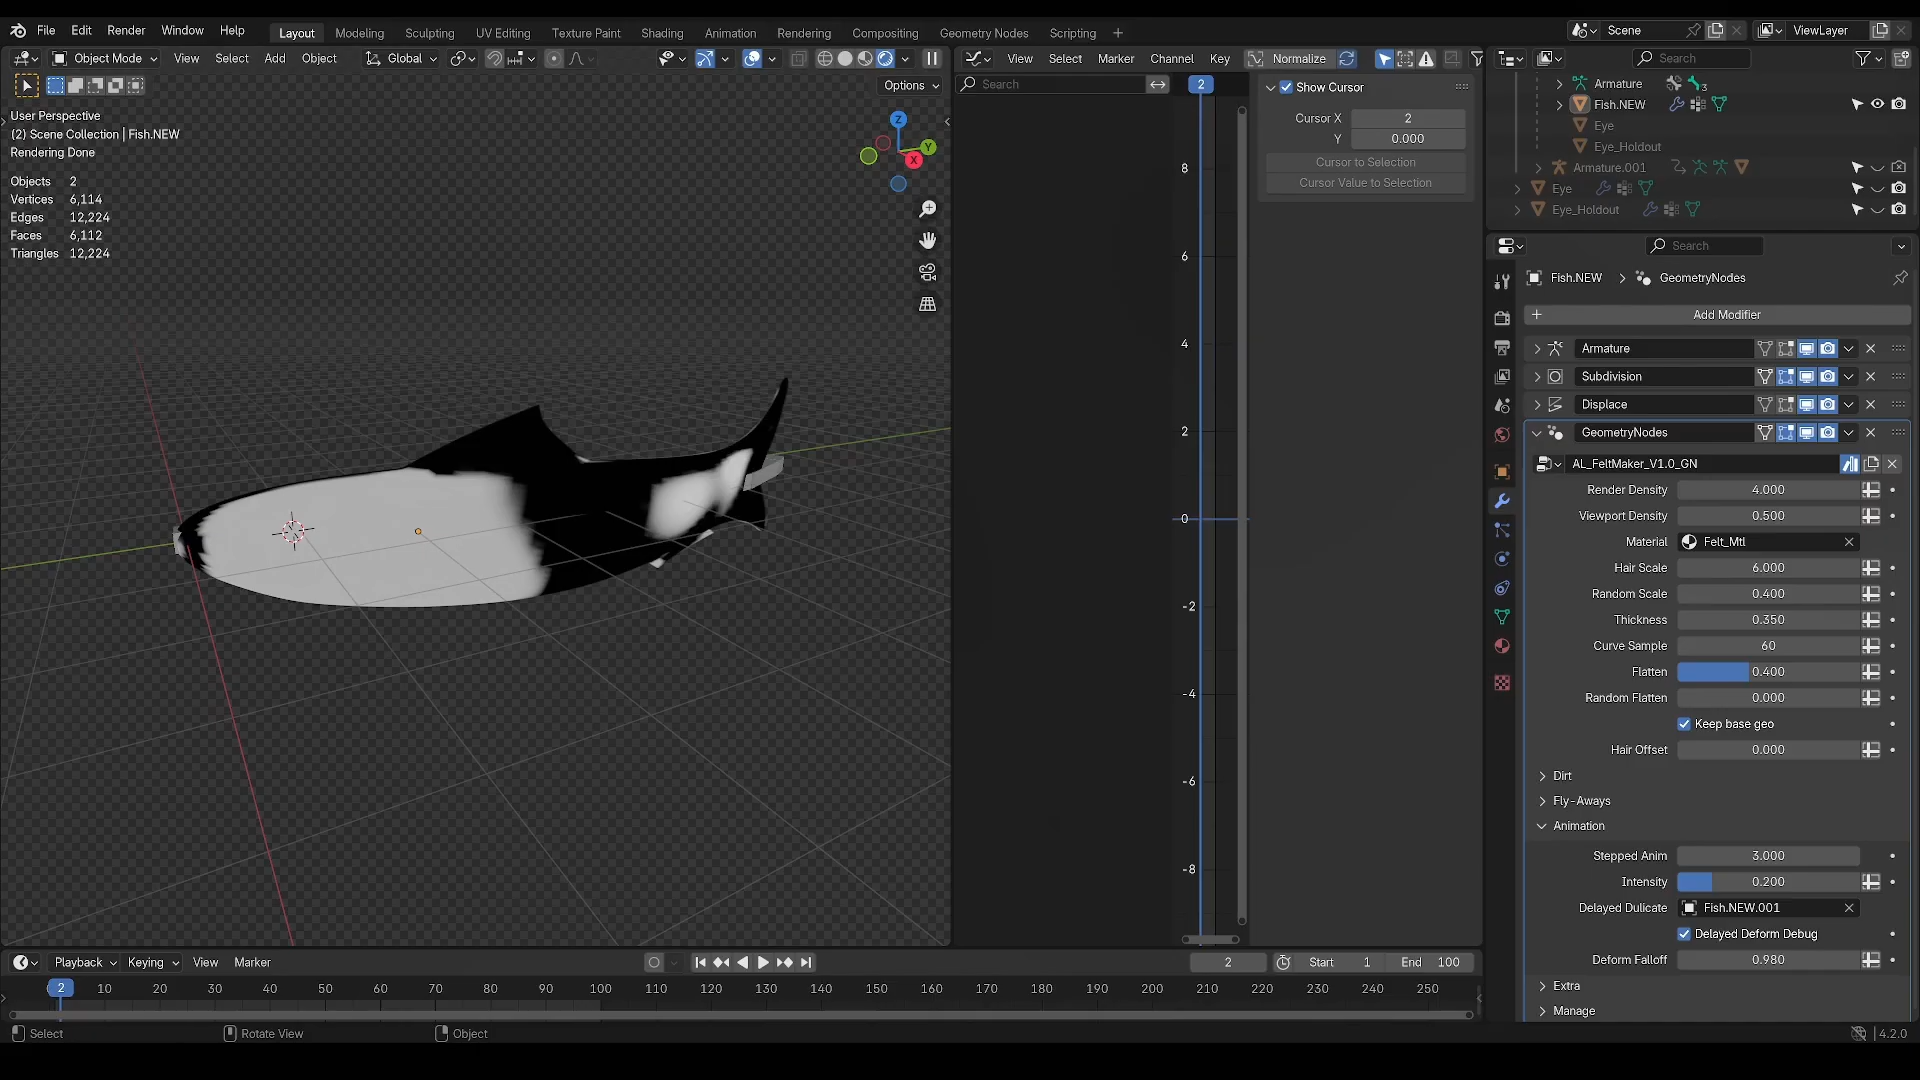 File Edit Render Window Help Layout Modeling Sculpting UV Editing Texture Paint Shading Animation Rendering Compositing Geometry Nodes Scripting + Scene ViewLayer
Object Mode View Select Add Object Global
View Select Marker Channel Key Normalize
Search
Options
Search
2
Show Cursor
Cursor X 2
Y 0.000
Cursor to Selection
Cursor Value to Selection
User Perspective
(2) Scene Collection | Fish.NEW
Rendering Done
Objects 2
Vertices 6,114
Edges 12,224
Faces 6,112
Triangles 12,224
Z
Y
X
8
6
4
2
0
-2
-4
-6
-8
Armature 3
Fish.NEW
Eye
Eye_Holdout
Armature.001
Eye
Eye_Holdout
Search
Fish.NEW > GeometryNodes
+ Add Modifier
Armature
Subdivision
Displace
GeometryNodes
AL_FeltMaker_V1.0_GN
Render Density 4.000
Viewport Density 0.500
Material Felt_Mtl
Hair Scale 6.000
Random Scale 0.400
Thickness 0.350
Curve Sample 60
Flatten 0.400
Random Flatten 0.000
Keep base geo
Hair Offset 0.000
Dirt
Fly-Aways
Animation
Stepped Anim 3.000
Intensity 0.200
Delayed Dulicate Fish.NEW.001
Delayed Deform Debug
Deform Falloff 0.980
Extra
Manage
Playback Keying View Marker
2 Start 1 End 100
2 10 20 30 40 50 60 70 80 90 100 110 120 130 140 150 160 170 180 190 200 210 220 230 240 250
Select Rotate View Object
4.2.0